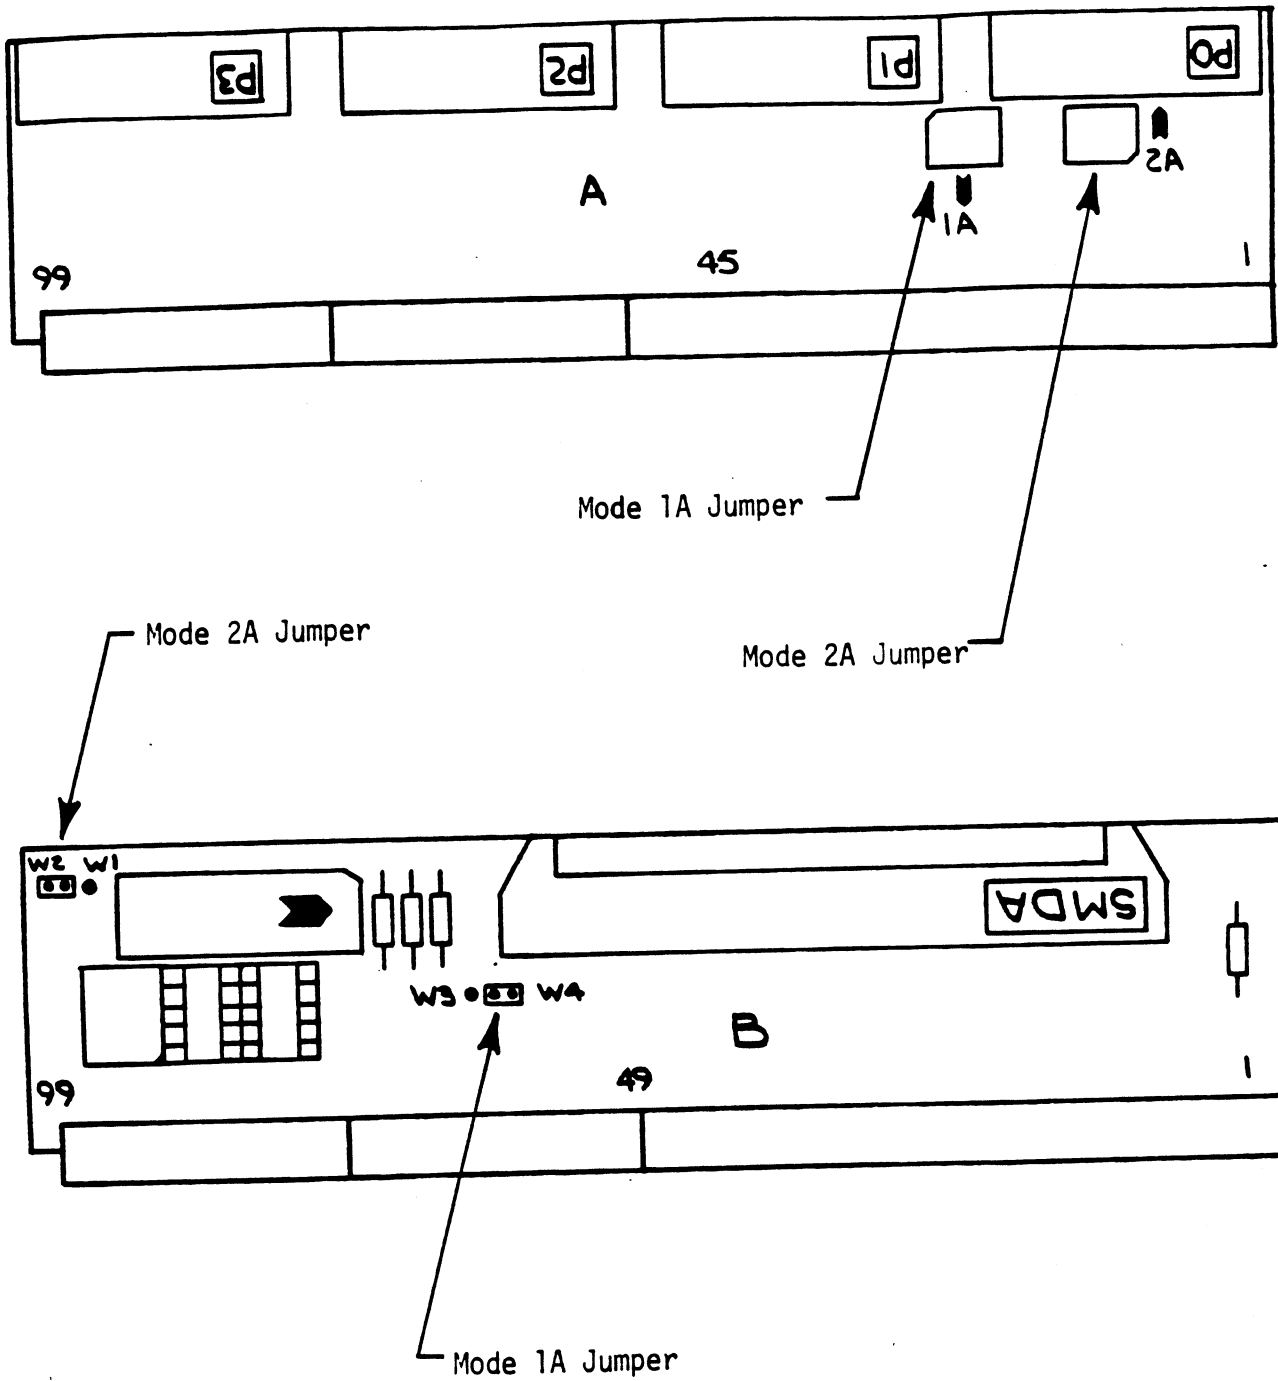 P3
P2
P1
P0
2A
A
1A
99
45
1
Mode 1A Jumper
Mode 2A Jumper
Mode 2A Jumper
W2 W1
SMDA
W3 W4
B
99
49
1
Mode 1A Jumper